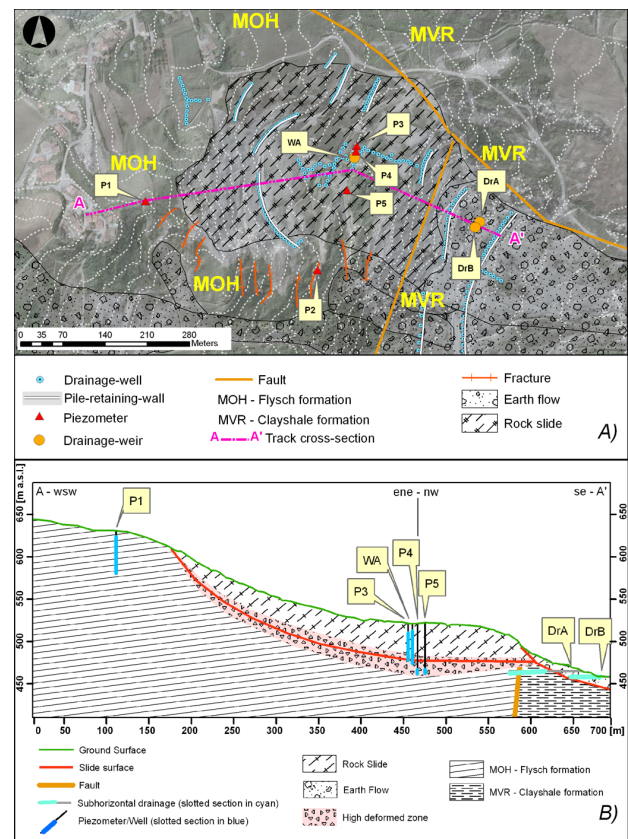 MOH
MVR
P3
WA
MVR
MOH
P4
DrA
P1
P5
A
A'
MOH
DrB
P2
MVR
0 35 70 140 210 280
Meters
Drainage-well
Pile-retaining-wall
Piezometer
Drainage-weir
Fault
MOH - Flysch formation
MVR - Clayshale formation
A A' Track cross-section
Fracture
Earth flow
Rock slide
A)
[m a.s.l.]
A - wsw
ene - nw
se - A'
[m a.s.l.]
P1
P4
WA
P5
P3
DrA
DrB
650
600
550
500
450
650
600
550
500
450
0 50 100 150 200 250 300 350 400 450 500 550 600 650 700 [m]
Ground Surface
Slide surface
Fault
Subhorizontal drainage (slotted section in cyan)
Piezometer/Well (slotted section in blue)
Rock Slide
Earth Flow
High deformed zone
MOH - Flysch formation
MVR - Clayshale formation
B)